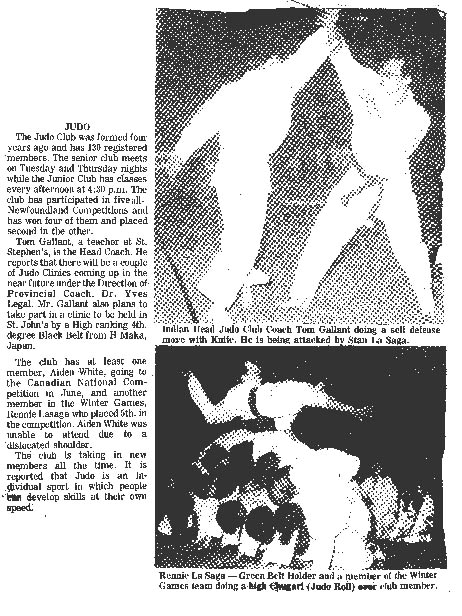 JUDO
The Judo Club was formed four
years ago and has 130 registered
members. The senior club meets
on Tuesday and Thursday nights
while the Junior Club has classes
every afternoon at 4:30 p.m. The
club has participated in five all-
Newfoundland Competitions and
has won four of them and placed
second in the other.
Tom Gallant, a teacher at St.
Stephen's, is the Head Coach. He
reports that there will be a couple
of Judo Clinics coming up in the
near future under the Direction of
Provincial Coach, Dr. Yves
Legal. Mr. Gallant also plans to
take part in a clinic to be held in
St. John's by a High ranking 4th.
degree Black Belt from H Maka,
Japan.
The club has at least one
member, Aiden White, going to
the Canadian National Com-
petition in June, and another
member in the Winter Games,
Rennie Lasaga who placed 5th. in
the competition. Aiden White was
unable to attend due to a
dislocated shoulder.
The club is taking in new
members all the time. It is
reported that Judo is an in-
dividual sport in which people
can develop skills at their own
speed.
Indian Head Judo Club Coach Tom Gallant doing a self defense
move with Knife. He is being attacked by Stan La Saga.
Rennie La Saga — Green Belt Holder and a member of the Winter
Games team doing a high Chugari (Judo Roll) over club member.